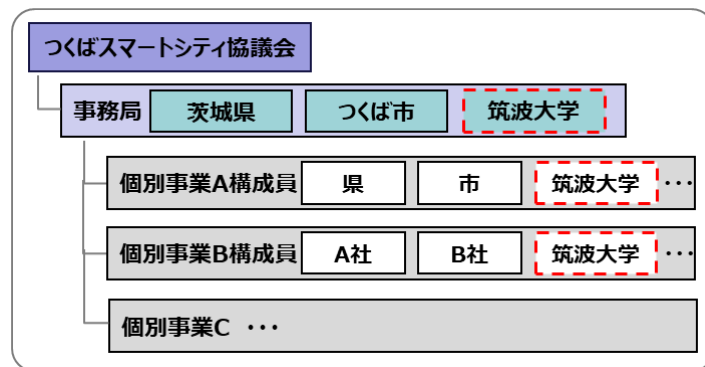 つくばスマートシティ協議会
事務局 茨城県 つくば市 筑波大学
個別事業A構成員 県 市 筑波大学 ･･･
個別事業B構成員 A社 B社 筑波大学 ･･･
個別事業C ･･･